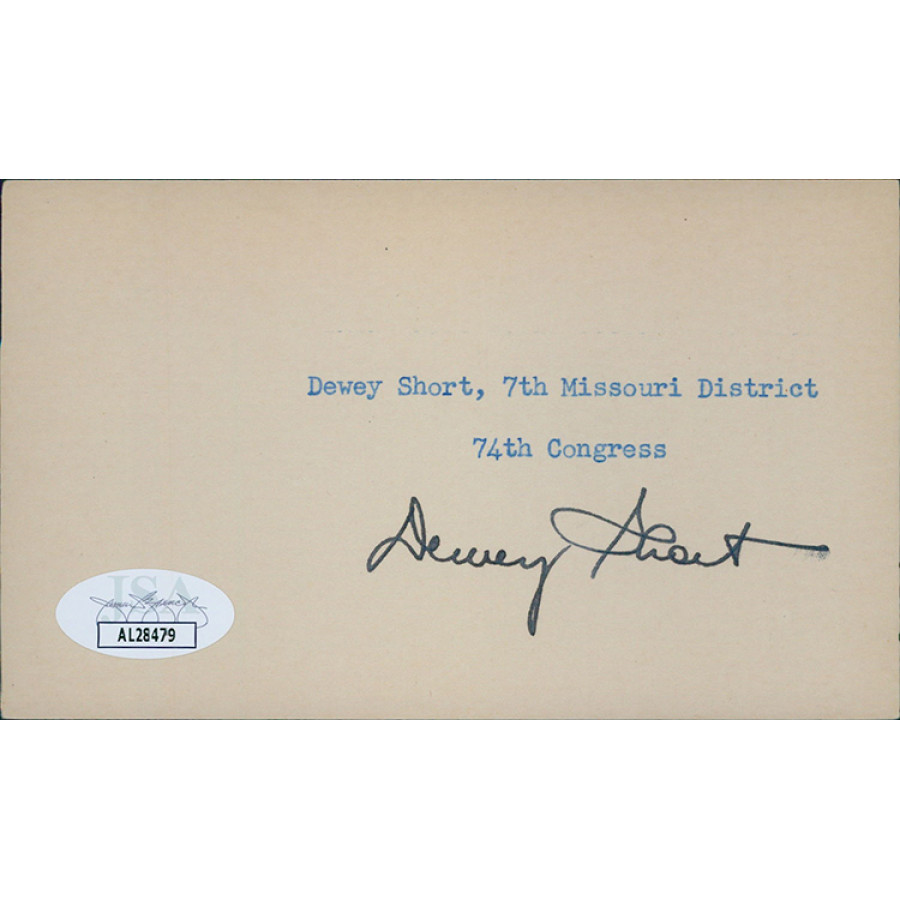 Dewey Short, 7th Missouri District
74th Congress
Dewey Short
JSA
AL28479